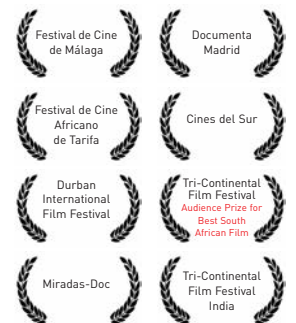 Festival de Cine
de Málaga
Documenta
Madrid
Festival de Cine
Africano
de Tarifa
Cines del Sur
Durban
International
Film Festival
Tri-Continental
Film Festival
Audience Prize for
Best South
African Film
Miradas-Doc
Tri-Continental
Film Festival
India